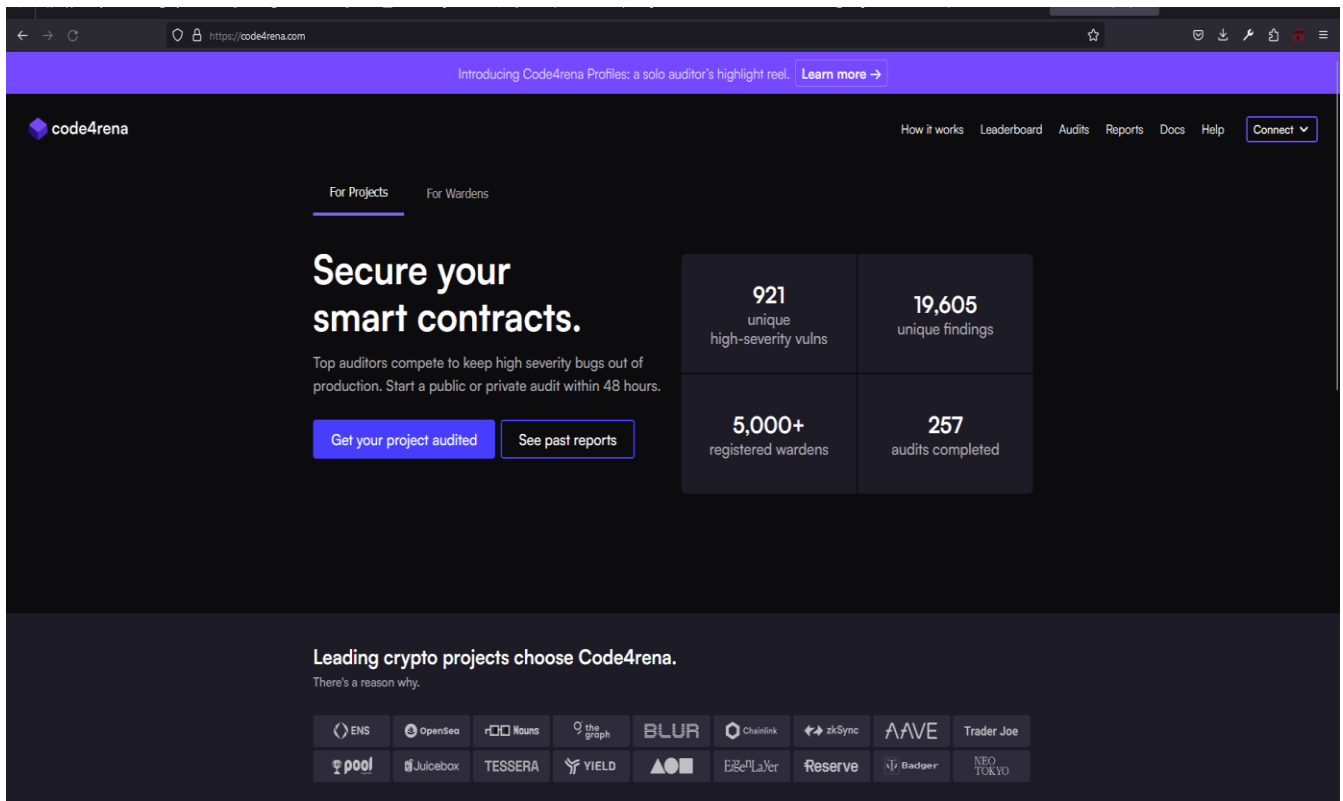 https://code4rena.com
Introducing Code4rena Profiles: a solo auditor's highlight reel. Learn more →
code4rena
How it works Leaderboard Audits Reports Docs Help Connect
For Projects For Wardens
Secure your
smart contracts.
Top auditors compete to keep high severity bugs out of
production. Start a public or private audit within 48 hours.
Get your project audited See past reports
921
unique
high-severity vulns
19,605
unique findings
5,000+
registered wardens
257
audits completed
Leading crypto projects choose Code4rena.
There's a reason why.
ENS OpenSea Nouns the graph BLUR Chainlink zkSync AAVE Trader Joe
pool Juicebox TESSERA YIELD EigenLayer Reserve Badger NEO TOKYO